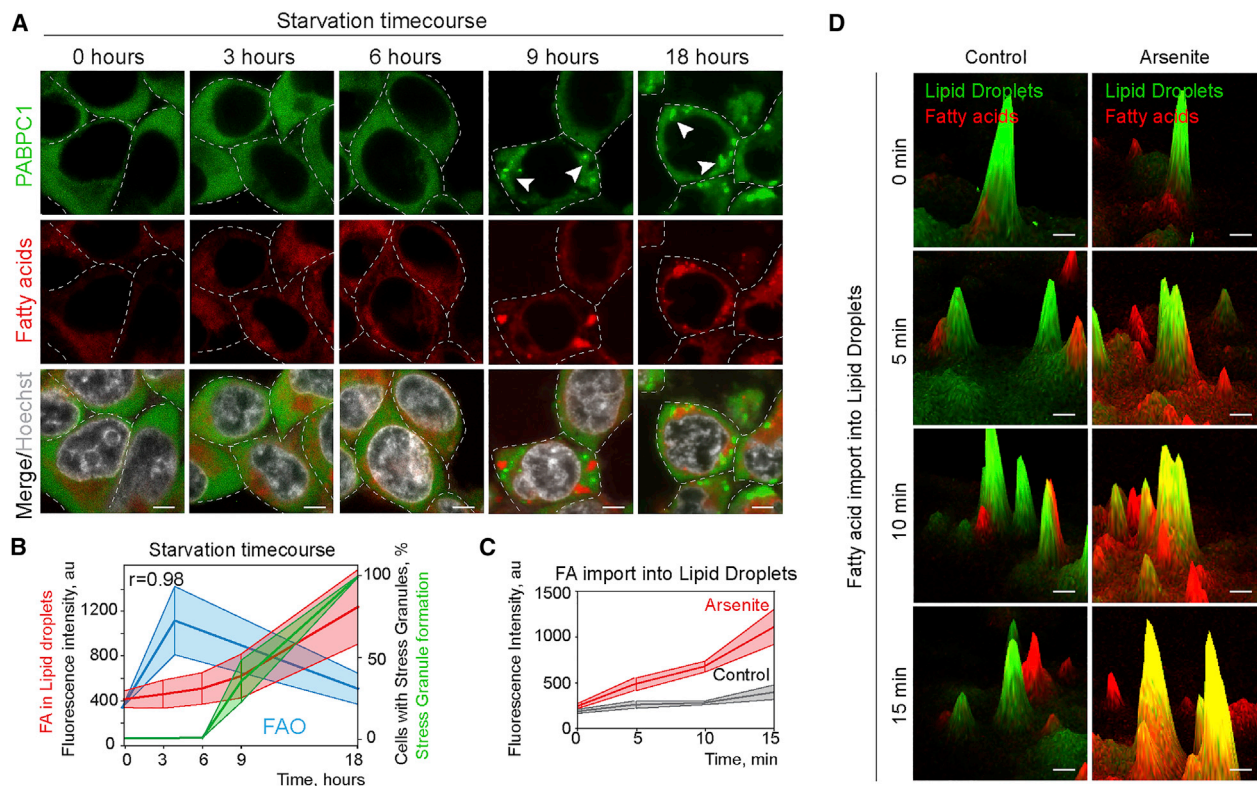 A
Starvation timecourse
0 hours
3 hours
6 hours
9 hours
18 hours
PABPC1
Fatty acids
Merge/Hoechst
B
Starvation timecourse
r=0.98
FA in Lipid droplets
Fluorescence intensity, au
1200
800
400
0
FAO
100
50
0
Cells with Stress Granules, %
Stress Granule formation
0
3
6
9
18
Time, hours
C
FA import into Lipid Droplets
Fluorescence Intensity, au
1500
1000
500
0
Arsenite
Control
0
5
10
15
Time, min
D
Control
Arsenite
Fatty acid import into Lipid Droplets
0 min
Lipid Droplets
Fatty acids
Lipid Droplets
Fatty acids
5 min
10 min
15 min